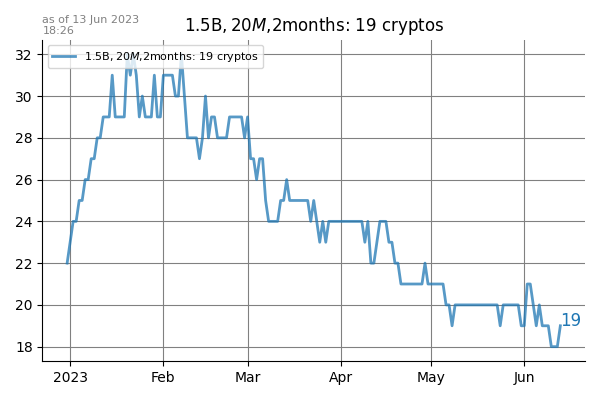 as of 13 Jun 2023
18:26
1.5B, 20M,2months: 19 cryptos
1.5B, 20M,2months: 19 cryptos
32
30
28
26
24
22
20
18
19
2023
Feb
Mar
Apr
May
Jun